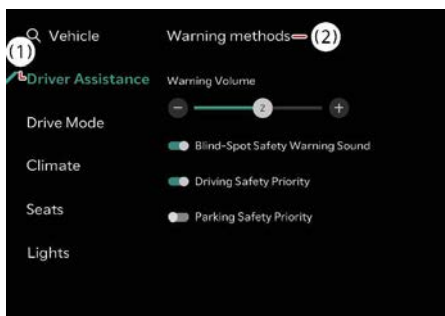 Vehicle
Warning methods
(2)
(1)
Driver Assistance
Warning Volume
2
Drive Mode
Blind-Spot Safety Warning Sound
Climate
Driving Safety Priority
Seats
Parking Safety Priority
Lights